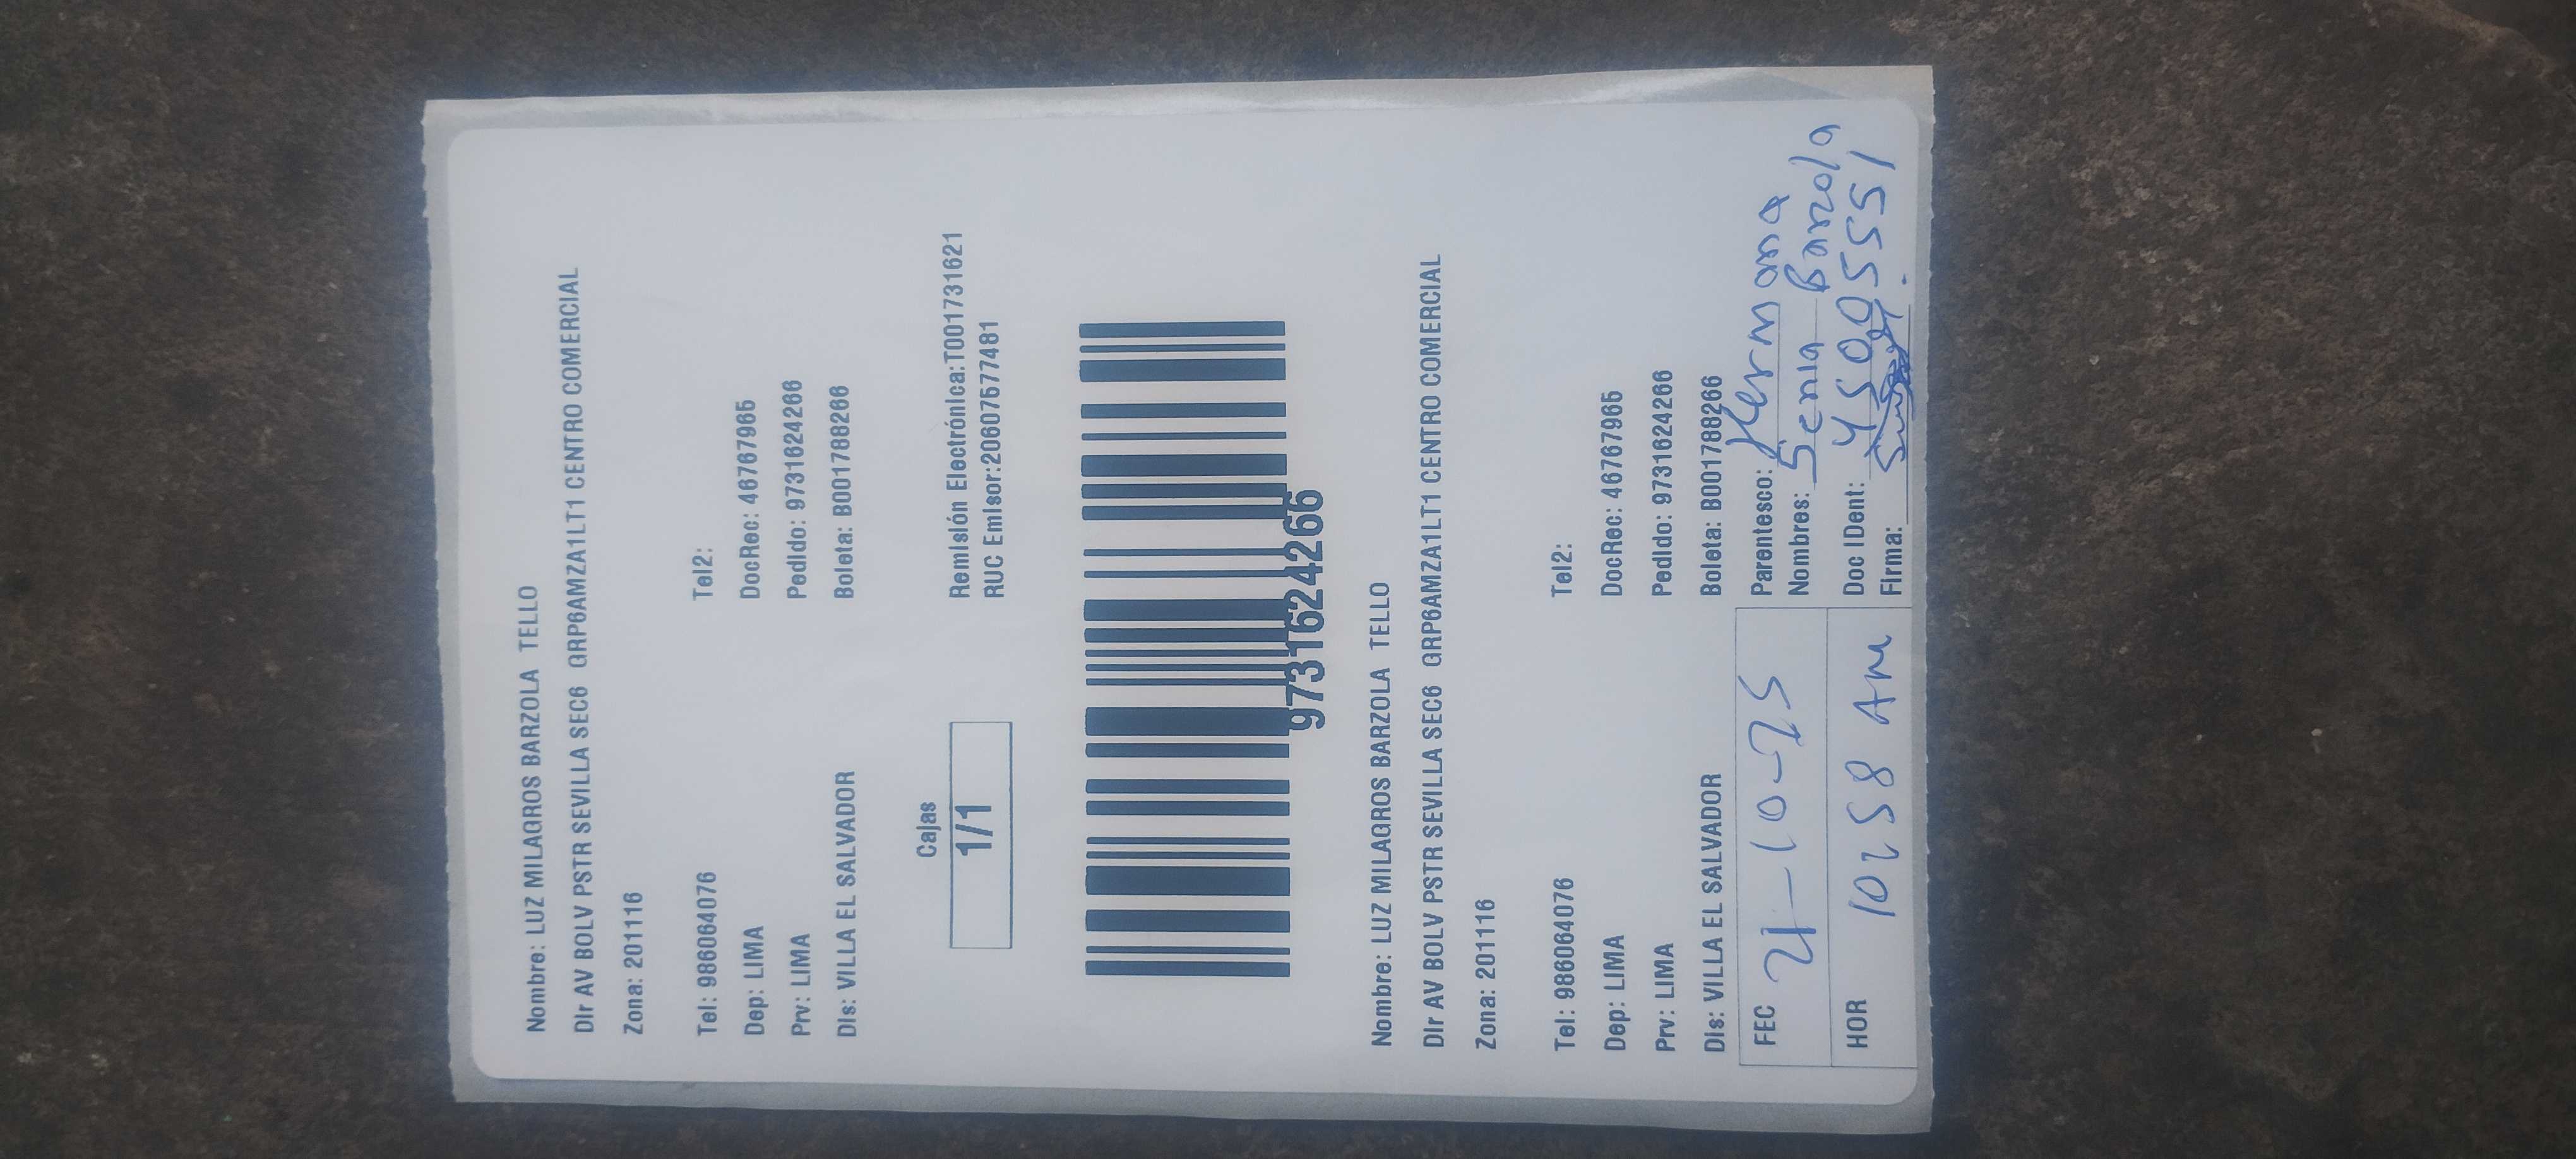 Nombre: LUZ MILAGROS BARZOLA TELLO
Dir AV BOLV PSTR SEVILLA SEC6 GRP6AMZA1LT1 CENTRO COMERCIAL
Zona: 201116
Tel: 986064076 Tel2:
Dep: LIMA DocRec: 46767965
Prv: LIMA Pedido: 9731624266
Dis: VILLA EL SALVADOR Boleta: B001788266
Cajas
1/1
Remisión Electrónica:T001731621
RUC Emisor:20607577481
9731624266
Nombre: LUZ MILAGROS BARZOLA TELLO
Dir AV BOLV PSTR SEVILLA SEC6 GRP6AMZA1LT1 CENTRO COMERCIAL
Zona: 201116
Tel: 986064076 Tel2:
Dep: LIMA DocRec: 46767965
Prv: LIMA Pedido: 9731624266
Dis: VILLA EL SALVADOR Boleta: B001788266
FEC 21-10-25
HOR 10:58 AM
Parentesco: Hermana
Nombres: Senia Barzola
Doc IDent: 45005551
Firma: